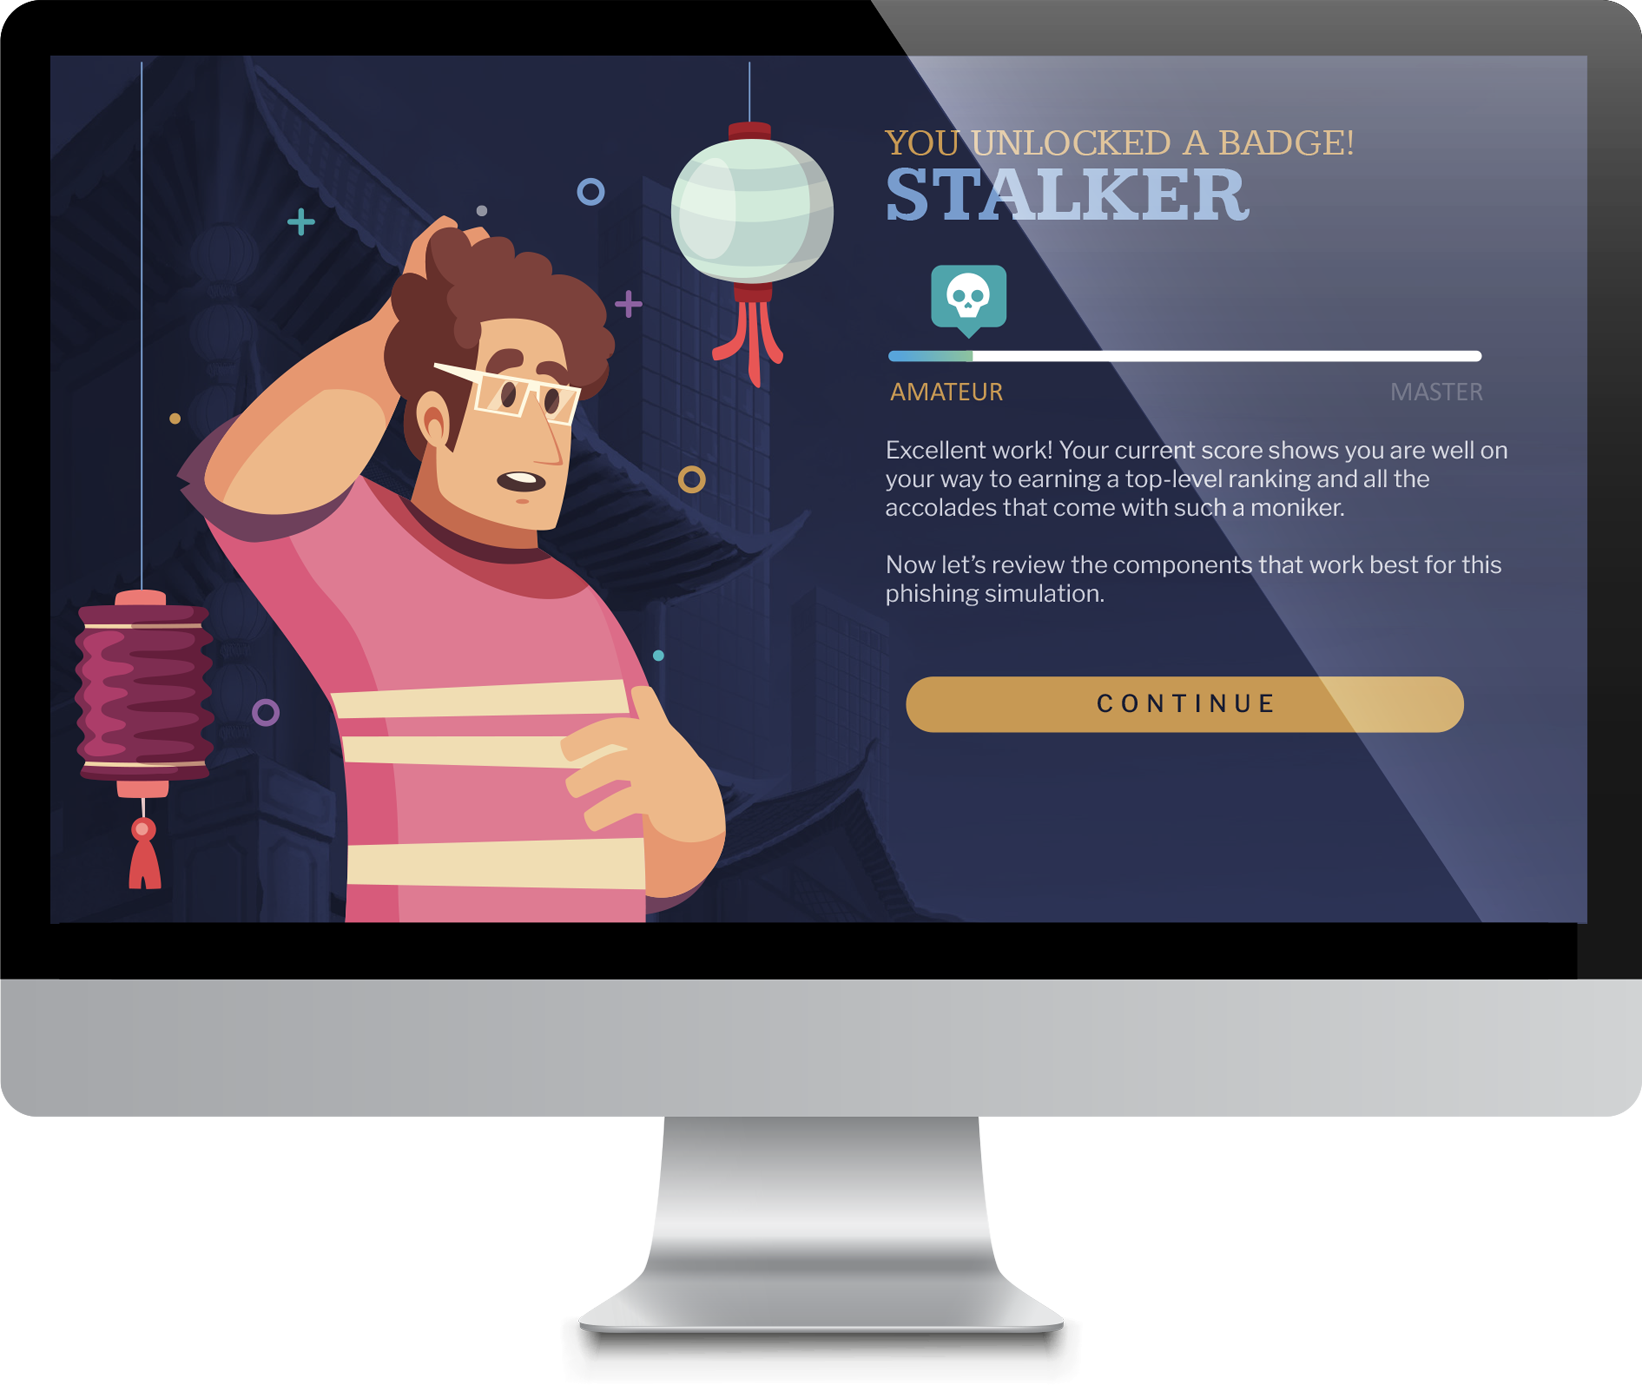 YOU UNLOCKED A BADGE!
STALKER
AMATEUR MASTER
Excellent work! Your current score shows you are well on
your way to earning a top-level ranking and all the
accolades that come with such a moniker.
Now let’s review the components that work best for this
phishing simulation.
CONTINUE